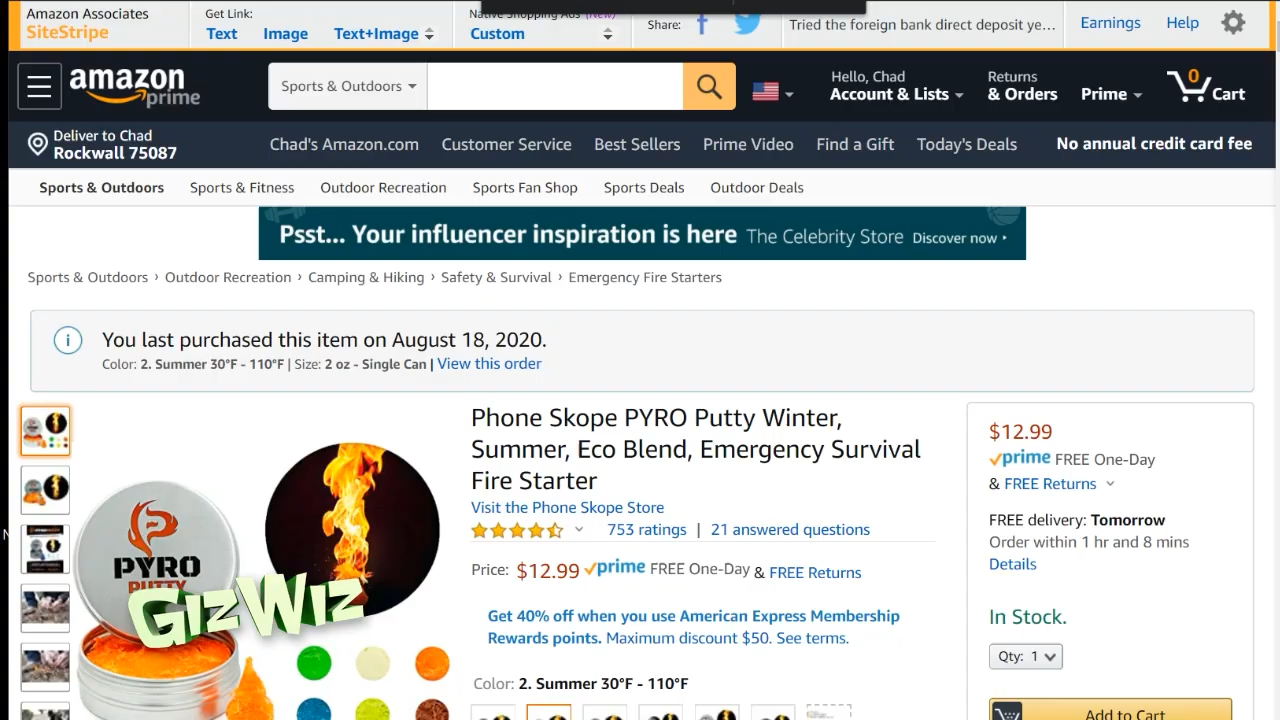 Amazon Associates
SiteStripe
Get Link:
Text Image Text+Image
Native Shopping Ads (New)
Custom
Share:
Tried the foreign bank direct deposit ye...
Earnings Help
amazon prime
Sports & Outdoors
Hello, Chad
Account & Lists
Returns
& Orders
Prime
0
Cart
Deliver to Chad
Rockwall 75087
Chad's Amazon.com Customer Service Best Sellers Prime Video Find a Gift Today's Deals
No annual credit card fee
Sports & Outdoors Sports & Fitness Outdoor Recreation Sports Fan Shop Sports Deals Outdoor Deals
Psst... Your influencer inspiration is here The Celebrity Store Discover now ›
Sports & Outdoors › Outdoor Recreation › Camping & Hiking › Safety & Survival › Emergency Fire Starters
You last purchased this item on August 18, 2020.
Color: 2. Summer 30°F - 110°F | Size: 2 oz - Single Can | View this order
PYRO
PUTTY
GizWiz
Phone Skope PYRO Putty Winter,
Summer, Eco Blend, Emergency Survival
Fire Starter
Visit the Phone Skope Store
753 ratings | 21 answered questions
Price: $12.99 prime FREE One-Day & FREE Returns
Get 40% off when you use American Express Membership
Rewards points. Maximum discount $50. See terms.
Color: 2. Summer 30°F - 110°F
$12.99
prime FREE One-Day
& FREE Returns
FREE delivery: Tomorrow
Order within 1 hr and 8 mins
Details
In Stock.
Qty: 1
Add to Cart